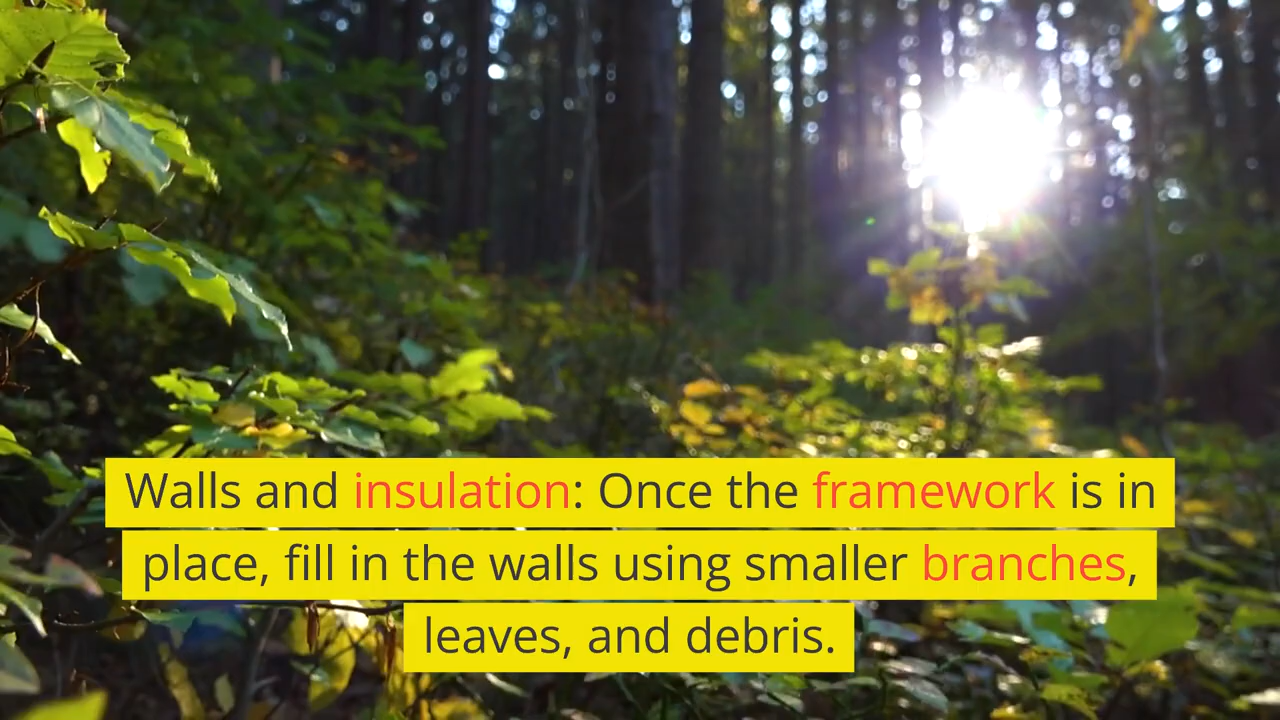 Walls and insulation: Once the framework is in
place, fill in the walls using smaller branches,
leaves, and debris.